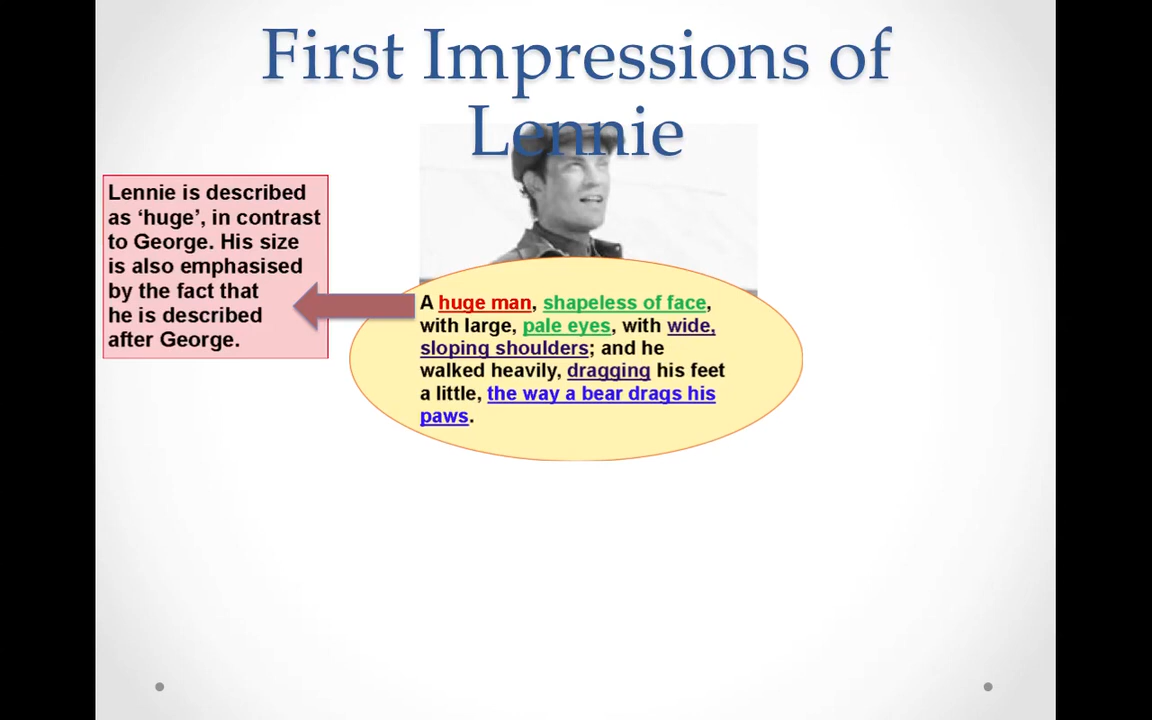 First Impressions of
Lennie
Lennie is described
as ‘huge’, in contrast
to George. His size
is also emphasised
by the fact that
he is described
after George.
A huge man, shapeless of face,
with large, pale eyes, with wide,
sloping shoulders; and he
walked heavily, dragging his feet
a little, the way a bear drags his
paws.